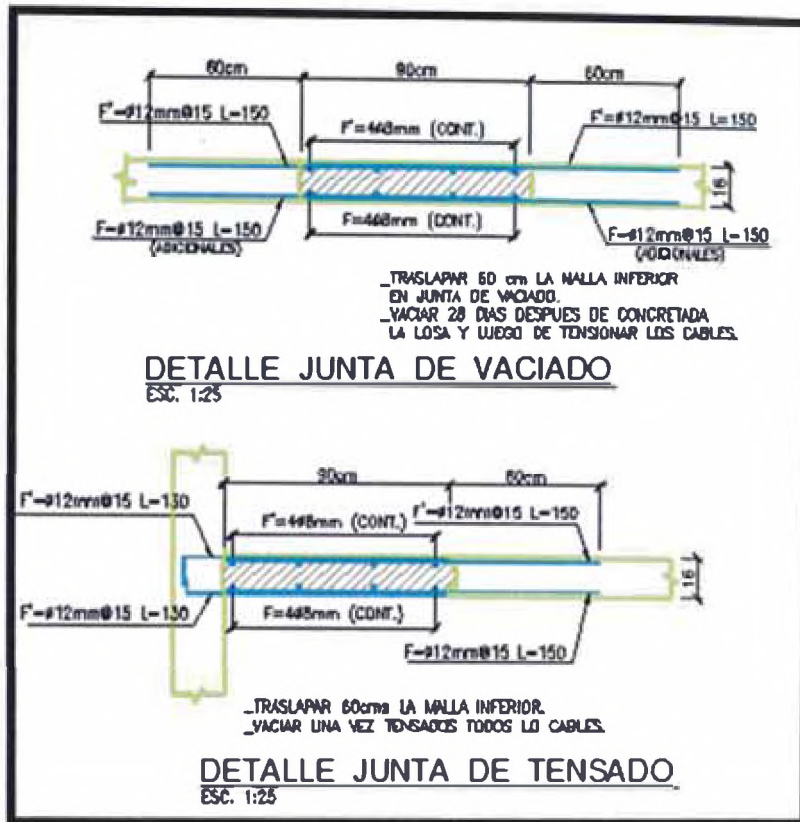 60cm 90cm 60cm
F'=ø12mm@15 L=150 F'=ø12mm@15 L=150
F'=4ø8mm (CONT.)
16
F=4ø8mm (CONT.)
F=ø12mm@15 L=150 F=ø12mm@15 L=150
(ADICIONALES) (ADICIONALES)
_TRASLAPAR 60 cm LA MALLA INFERIOR
EN JUNTA DE VACIADO.
_VACIAR 28 DIAS DESPUES DE CONCRETADA
LA LOSA Y LUEGO DE TENSIONAR LOS CABLES.
DETALLE JUNTA DE VACIADO
ESC. 1:25
90cm 60cm
F'=ø12mm@15 L=130 F'=ø12mm@15 L=150
F'=4ø8mm (CONT.)
16
F'=ø12mm@15 L=130
F=4ø8mm (CONT.)
F=ø12mm@15 L=150
_TRASLAPAR 60cms LA MALLA INFERIOR.
_VACIAR UNA VEZ TENSADOS TODOS LO CABLES.
DETALLE JUNTA DE TENSADO
ESC. 1:25